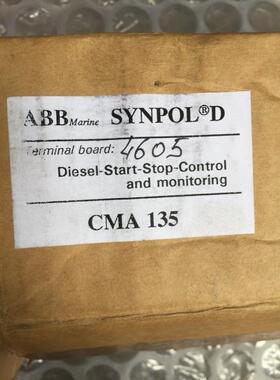 ABB Marine SYNPOL®D
Terminal board: 4605
Diesel-Start-Stop-Control
and monitoring
CMA 135